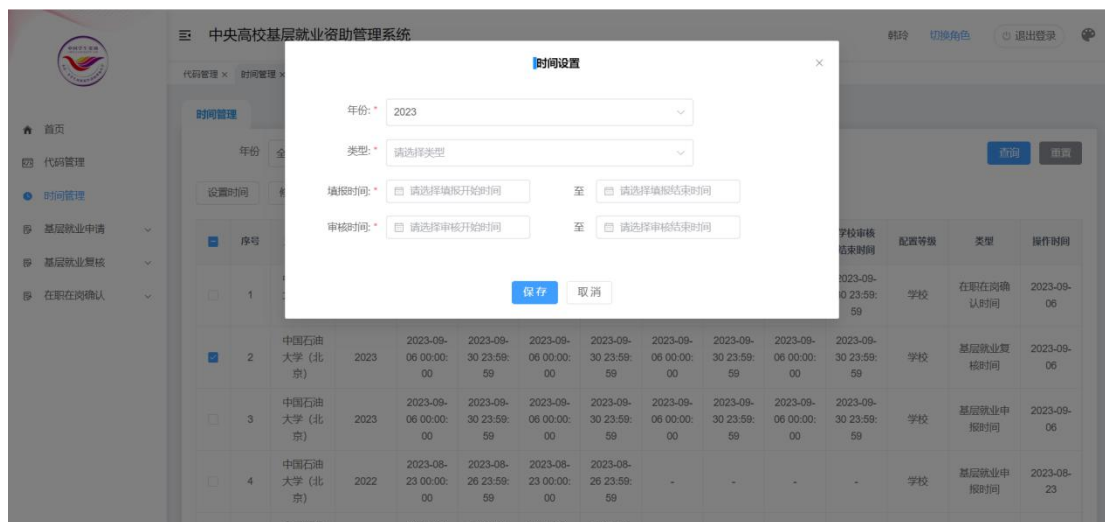 中央高校基层就业资助管理系统
韩玲 切换角色 退出登录
代码管理 × 时间管理 ×
首页
代码管理
时间管理
基层就业申请
基层就业复核
在职在岗确认
时间管理
年份 全
查询 重置
设置时间
时间设置 ×
年份: * 2023
类型: * 请选择类型
填报时间: * 请选择填报开始时间 至 请选择填报结束时间
审核时间: * 请选择审核开始时间 至 请选择审核结束时间
保存 取消
序号 学校审核 配置等级 类型 操作时间
结束时间
1 2023-09- 学校 在职在岗确 2023-09-
30 23:59: 认时间 06
59
中国石油 2023-09- 2023-09- 2023-09- 2023-09- 2023-09- 2023-09- 2023-09- 2023-09- 基层就业复 2023-09-
2 大学（北 2023 06 00:00: 30 23:59: 06 00:00: 30 23:59: 06 00:00: 30 23:59: 06 00:00: 30 23:59: 学校 核时间 06
京） 00 59 00 59 00 59 00 59
中国石油 2023-09- 2023-09- 2023-09- 2023-09- 2023-09- 2023-09- 2023-09- 2023-09- 基层就业申 2023-09-
3 大学（北 2023 06 00:00: 30 23:59: 06 00:00: 30 23:59: 06 00:00: 30 23:59: 06 00:00: 30 23:59: 学校 报时间 06
京） 00 59 00 59 00 59 00 59
中国石油 2023-08- 2023-08- 2023-08- 2023-08- 基层就业申 2023-08-
4 大学（北 2022 23 00:00: 26 23:59: 23 00:00: 26 23:59: - - - - 学校 报时间 23
京） 00 59 00 59